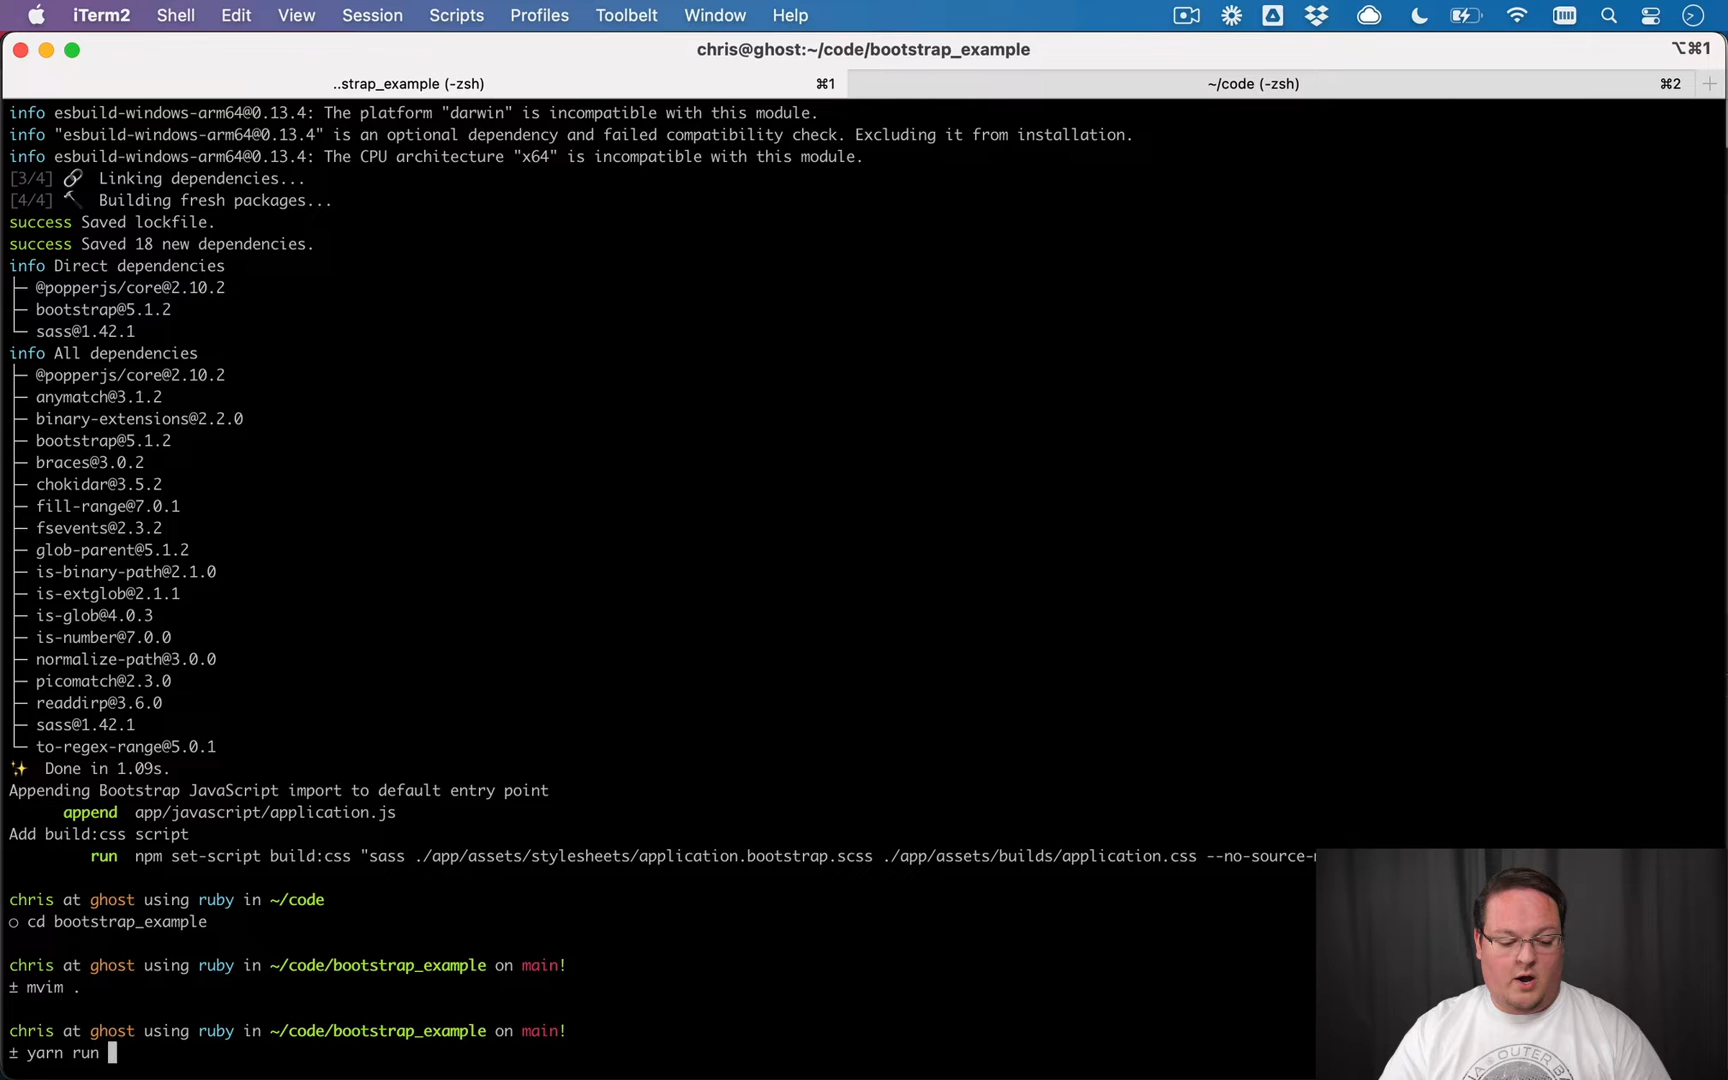 iTerm2 Shell Edit View Session Scripts Profiles Toolbelt Window Help
chris@ghost:~/code/bootstrap_example ⌥⌘1
..strap_example (-zsh) ⌘1 ~/code (-zsh) ⌘2
info esbuild-windows-arm64@0.13.4: The platform "darwin" is incompatible with this module.
info "esbuild-windows-arm64@0.13.4" is an optional dependency and failed compatibility check. Excluding it from installation.
info esbuild-windows-arm64@0.13.4: The CPU architecture "x64" is incompatible with this module.
[3/4] 🔗 Linking dependencies...
[4/4] 🔨 Building fresh packages...
success Saved lockfile.
success Saved 18 new dependencies.
info Direct dependencies
├─ @popperjs/core@2.10.2
├─ bootstrap@5.1.2
└─ sass@1.42.1
info All dependencies
├─ @popperjs/core@2.10.2
├─ anymatch@3.1.2
├─ binary-extensions@2.2.0
├─ bootstrap@5.1.2
├─ braces@3.0.2
├─ chokidar@3.5.2
├─ fill-range@7.0.1
├─ fsevents@2.3.2
├─ glob-parent@5.1.2
├─ is-binary-path@2.1.0
├─ is-extglob@2.1.1
├─ is-glob@4.0.3
├─ is-number@7.0.0
├─ normalize-path@3.0.0
├─ picomatch@2.3.0
├─ readdirp@3.6.0
├─ sass@1.42.1
└─ to-regex-range@5.0.1
✨ Done in 1.09s.
Appending Bootstrap JavaScript import to default entry point
append app/javascript/application.js
Add build:css script
run npm set-script build:css "sass ./app/assets/stylesheets/application.bootstrap.scss ./app/assets/builds/application.css --no-source-
chris at ghost using ruby in ~/code
○ cd bootstrap_example
chris at ghost using ruby in ~/code/bootstrap_example on main!
± mvim .
chris at ghost using ruby in ~/code/bootstrap_example on main!
± yarn run
OUTER BA